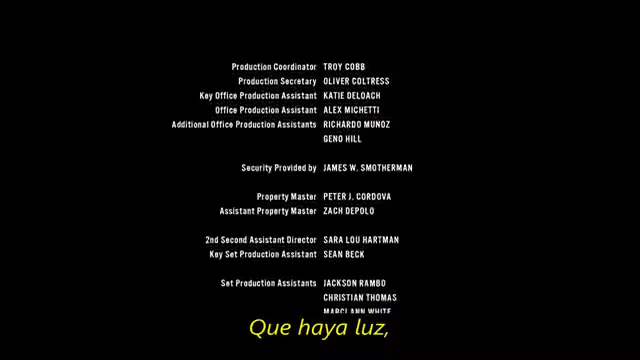 Production Coordinator TROY COBB
Production Secretary OLIVER COLTRESS
Key Office Production Assistant KATIE DELOACH
Office Production Assistant ALEX MICHETTI
Additional Office Production Assistants RICHARDO MUNOZ
GENO HILL
Security Provided by JAMES W. SMOTHERMAN
Property Master PETER J. CORDOVA
Assistant Property Master ZACH DEPOLO
2nd Second Assistant Director SARA LOU HARTMAN
Key Set Production Assistant SEAN BECK
Set Production Assistants JACKSON RAMBO
CHRISTIAN THOMAS
MARCI ANN WHITE
Que haya luz,